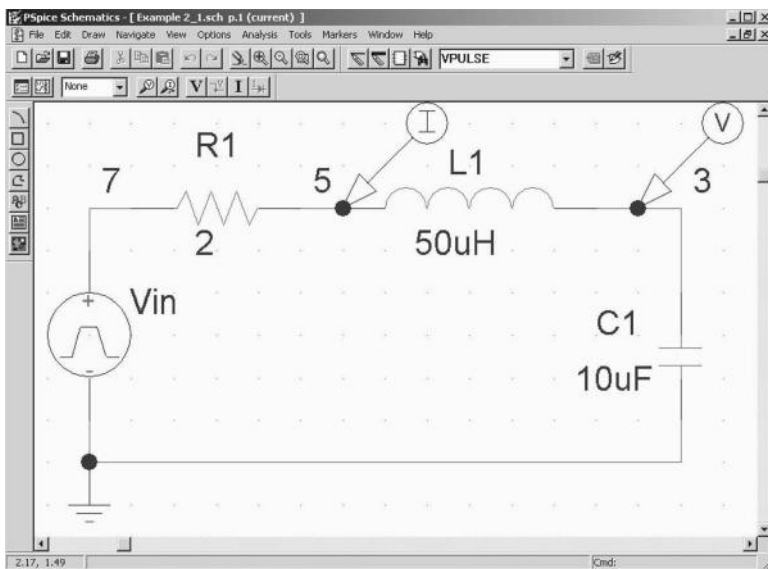 PSpice Schematics - [ Example 2_1.sch p.1 (current) ]
File Edit Draw Navigate View Options Analysis Tools Markers Window Help
VPULSE
None
V I
I
V
R1
L1
7
5
3
2
50uH
+
Vin
-
C1
10uF
2.17, 1.49
Cmd: